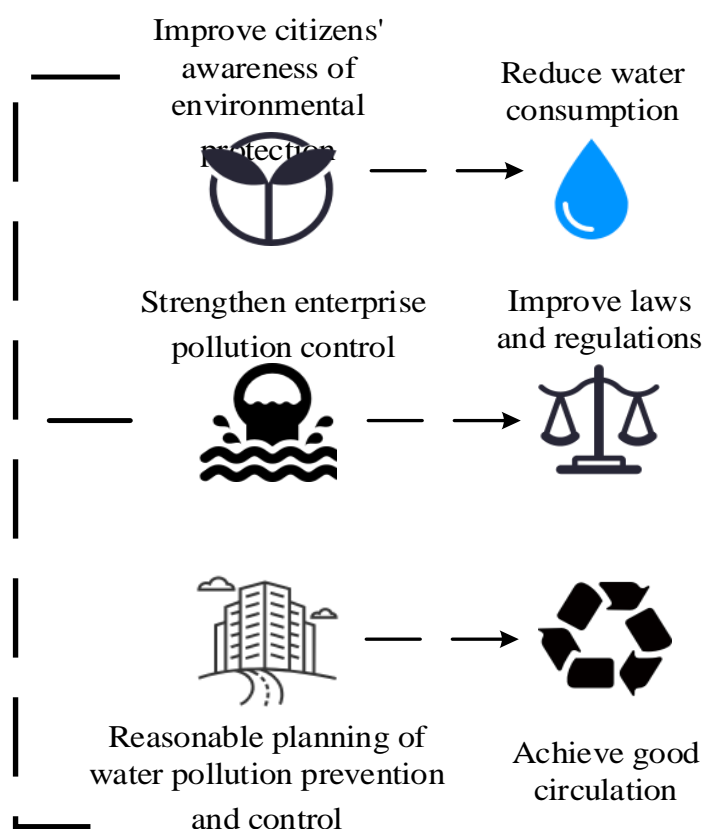 Improve citizens'
awareness of
environmental
protection
Reduce water
consumption
Strengthen enterprise
pollution control
Improve laws
and regulations
Reasonable planning of
water pollution prevention
and control
Achieve good
circulation